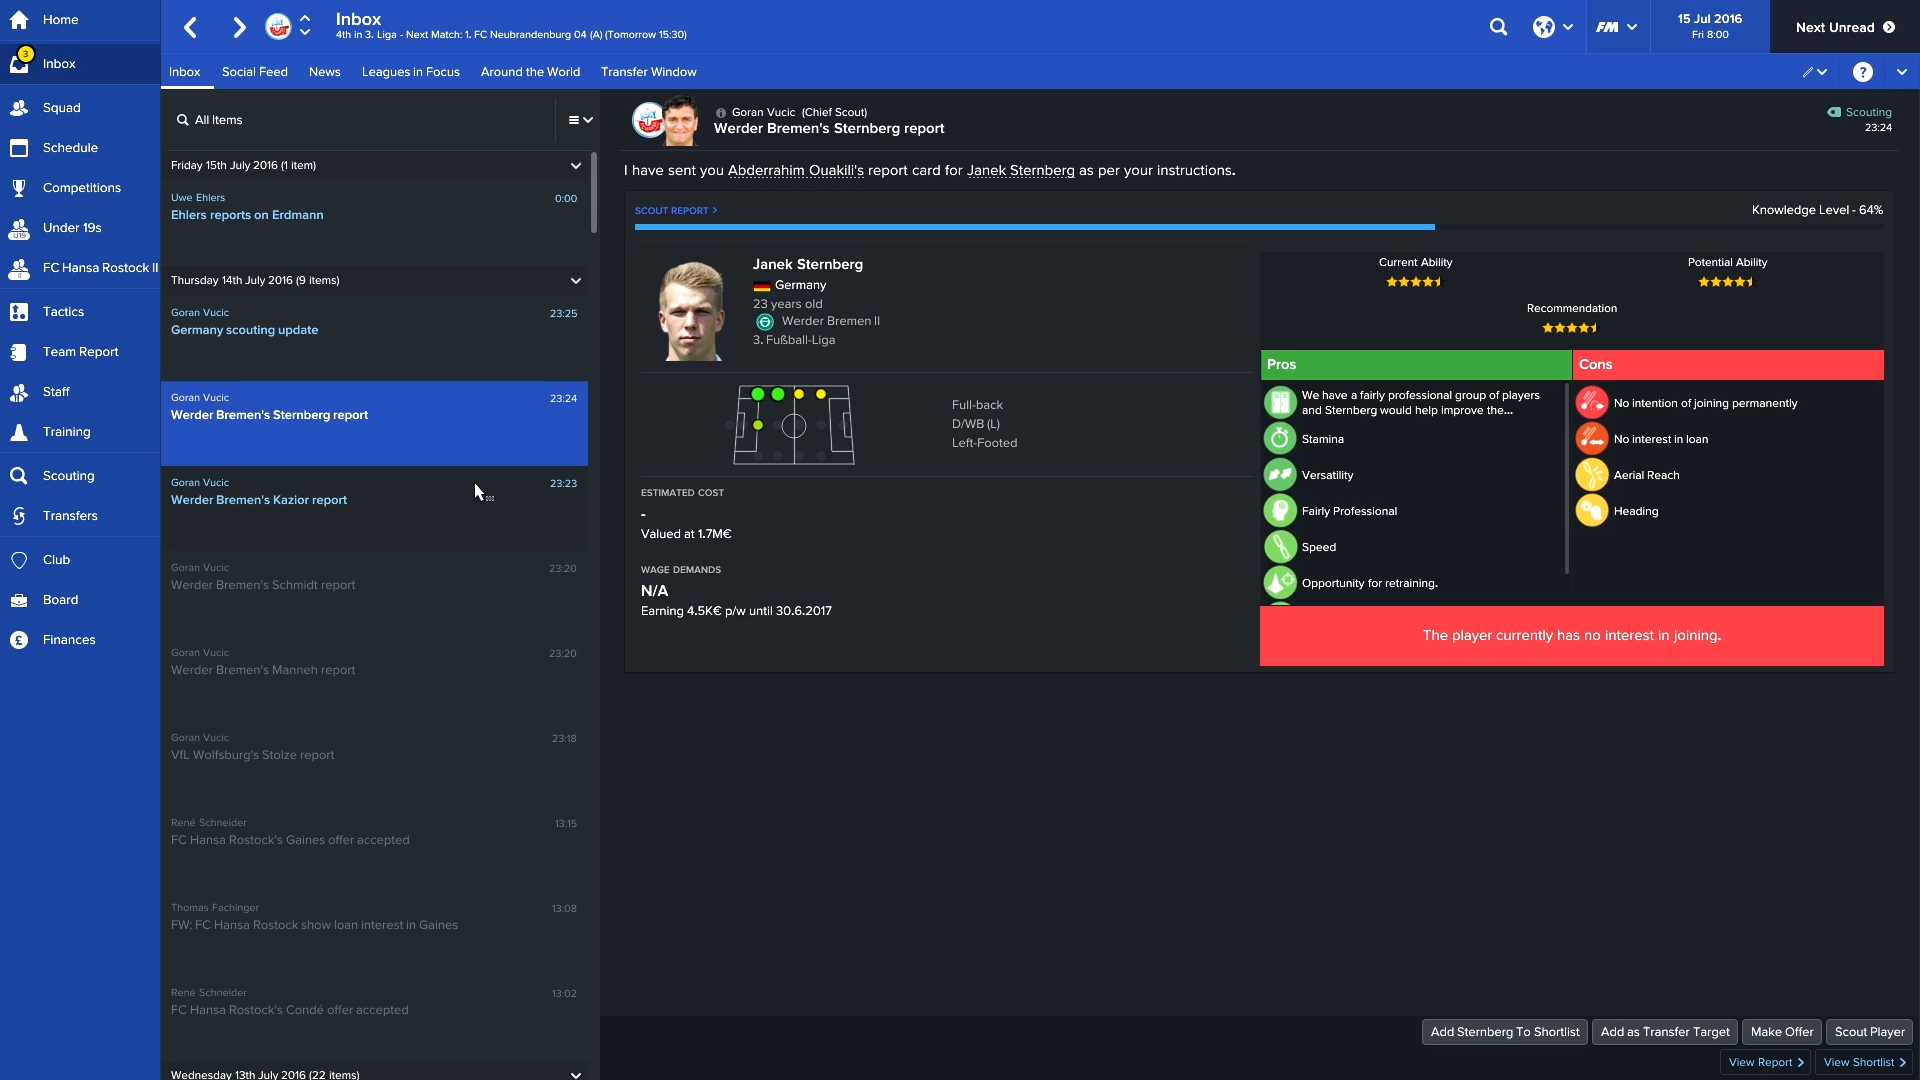 Home
Inbox
3
Squad
Schedule
Competitions
Under 19s
U19
FC Hansa Rostock II
II
Tactics
Team Report
Staff
Training
Scouting
Transfers
Club
Board
Finances
Inbox
4th in 3. Liga - Next Match: 1. FC Neubrandenburg 04 (A) (Tomorrow 15:30)
FM
15 Jul 2016
Fri 8:00
Next Unread
Inbox
Social Feed
News
Leagues in Focus
Around the World
Transfer Window
?
All Items
Friday 15th July 2016 (1 item)
Uwe Ehlers
0:00
Ehlers reports on Erdmann
Thursday 14th July 2016 (9 items)
Goran Vucic
23:25
Germany scouting update
Goran Vucic
23:24
Werder Bremen's Sternberg report
Goran Vucic
23:23
Werder Bremen's Kazior report
Goran Vucic
23:20
Werder Bremen's Schmidt report
Goran Vucic
23:20
Werder Bremen's Manneh report
Goran Vucic
23:18
VfL Wolfsburg's Stolze report
René Schneider
13:15
FC Hansa Rostock's Gaines offer accepted
Thomas Fachinger
13:08
FW: FC Hansa Rostock show loan interest in Gaines
René Schneider
13:02
FC Hansa Rostock's Condé offer accepted
Wednesday 13th July 2016 (22 items)
Goran Vucic (Chief Scout)
Werder Bremen's Sternberg report
Scouting
23:24
I have sent you Abderrahim Ouakili's report card for Janek Sternberg as per your instructions.
SCOUT REPORT >
Knowledge Level - 64%
Janek Sternberg
Germany
23 years old
Werder Bremen II
3. Fußball-Liga
Full-back
D/WB (L)
Left-Footed
ESTIMATED COST
-
Valued at 1.7M€
WAGE DEMANDS
N/A
Earning 4.5K€ p/w until 30.6.2017
Current Ability
Potential Ability
Recommendation
Pros
We have a fairly professional group of players
and Sternberg would help improve the...
Stamina
Versatility
Fairly Professional
Speed
Opportunity for retraining.
Cons
No intention of joining permanently
No interest in loan
Aerial Reach
Heading
The player currently has no interest in joining.
Add Sternberg To Shortlist
Add as Transfer Target
Make Offer
Scout Player
View Report >
View Shortlist >